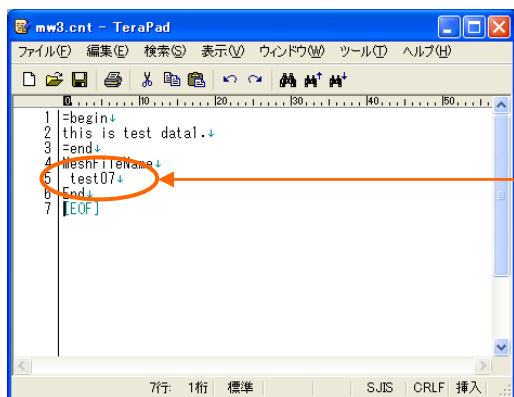 mw3.cnt - TeraPad
ファイル(F) 編集(E) 検索(S) 表示(V) ウィンドウ(W) ツール(T) ヘルプ(H)
0 10 20 30 40 50
1 =begin↓
2 this is test data1.↓
3 =end↓
4 MeshFileName↓
5 test07↓
6 End↓
7 [EOF]
7行: 1桁 標準 SJIS CRLF 挿入